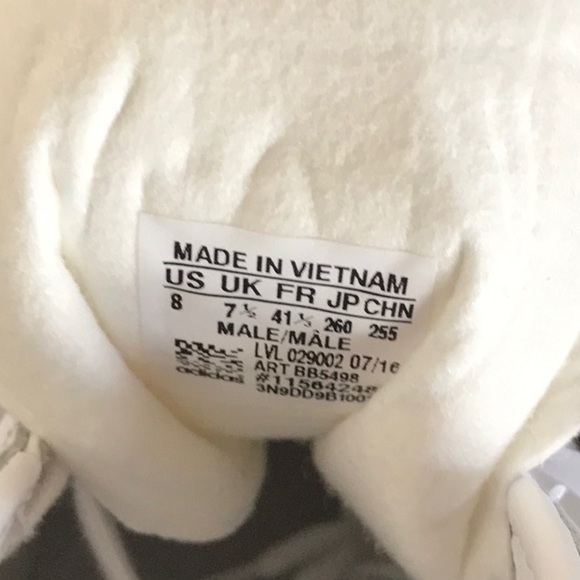 MADE IN VIETNAM
US UK FR JP CHN
8 7½ 41⅓ 260 255
MALE/MÂLE
LVL 029002 07/16
ART BB5498
adidas